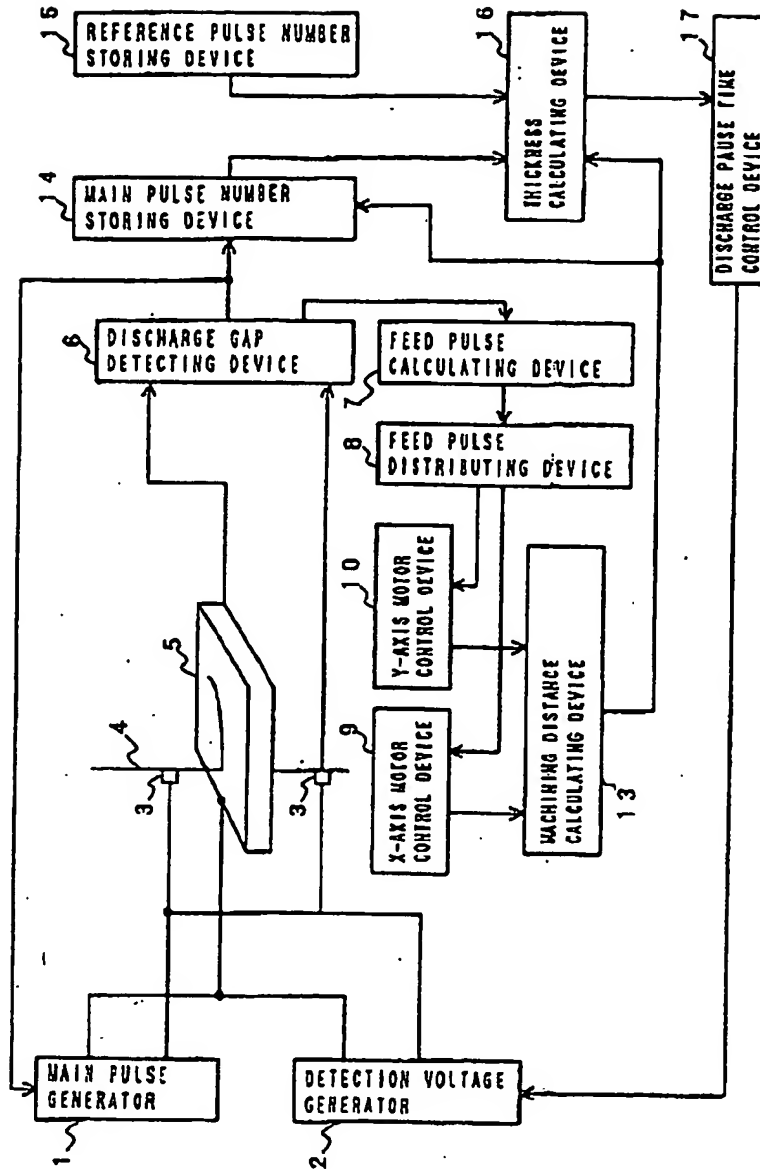 1
MAIN PULSE
GENERATOR
2
DETECTION VOLTAGE
GENERATOR
3
3
4
5
6
DISCHARGE GAP
DETECTING DEVICE
7
FEED PULSE
CALCULATING DEVICE
8
FEED PULSE
DISTRIBUTING DEVICE
9
X-AXIS MOTOR
CONTROL DEVICE
10
Y-AXIS MOTOR
CONTROL DEVICE
MACHINING DISTANCE
CALCULATING DEVICE
13
14
MAIN PULSE NUMBER
STORING DEVICE
15
REFERENCE PULSE NUMBER
STORING DEVICE
16
THICKNESS
CALCULATING DEVICE
17
DISCHARGE PAUSE TIME
CONTROL DEVICE